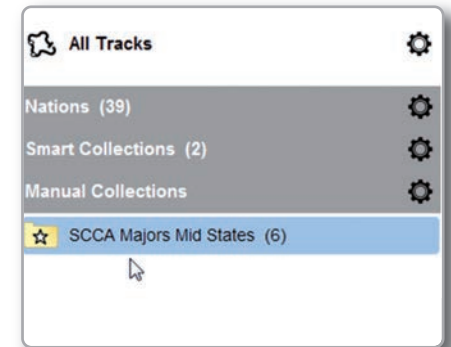 All Tracks
Nations (39)
Smart Collections (2)
Manual Collections
SCCA Majors Mid States (6)